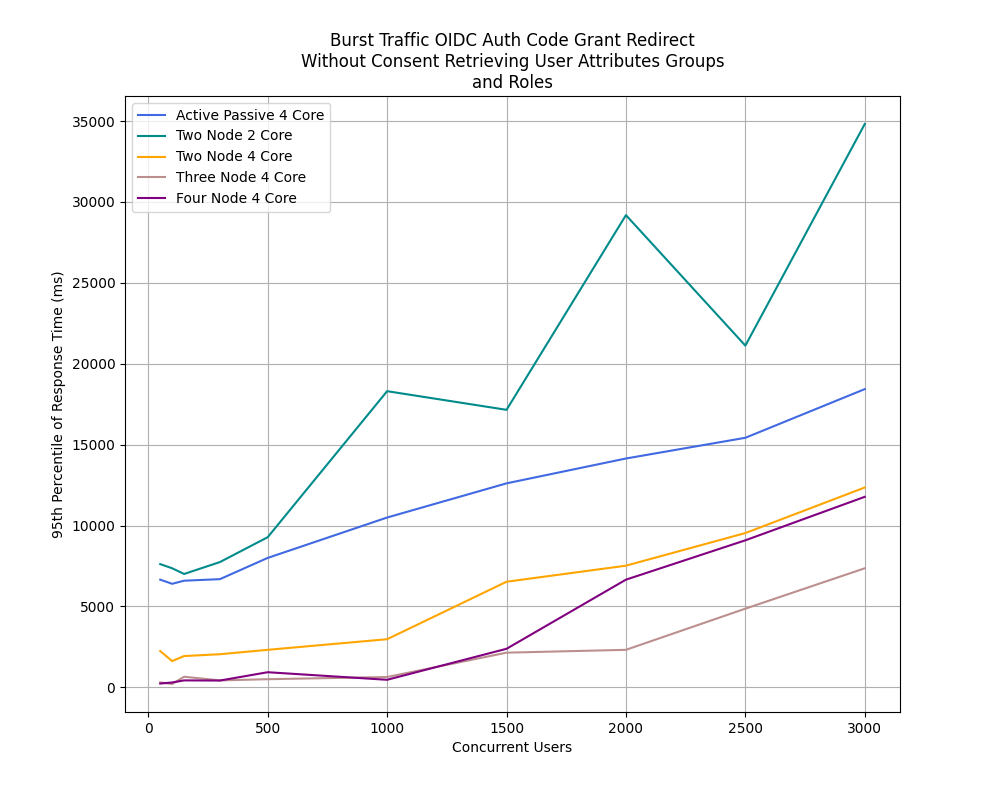 Burst Traffic OIDC Auth Code Grant Redirect
Without Consent Retrieving User Attributes Groups
and Roles
Active Passive 4 Core
Two Node 2 Core
Two Node 4 Core
Three Node 4 Core
Four Node 4 Core
95th Percentile of Response Time (ms)
35000
30000
25000
20000
15000
10000
5000
0
0 500 1000 1500 2000 2500 3000
Concurrent Users